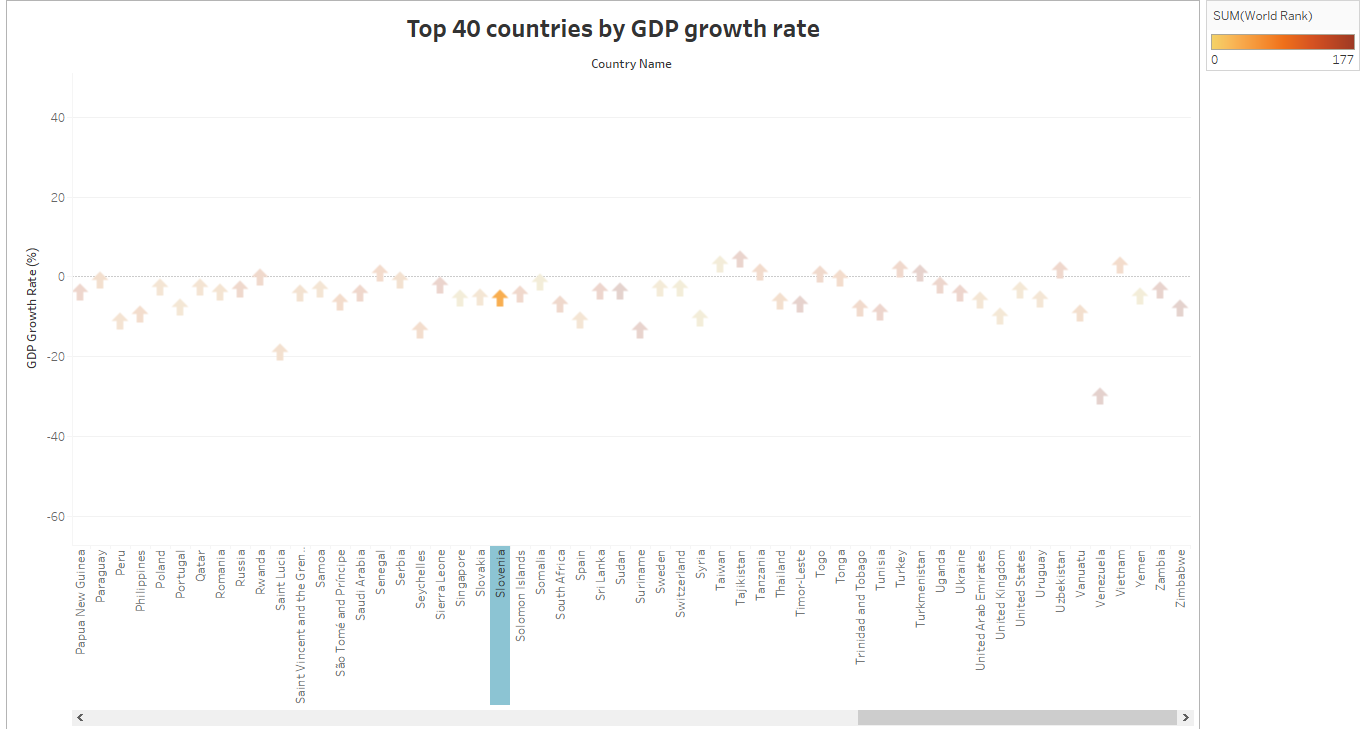 Top 40 countries by GDP growth rate
Country Name
SUM(World Rank)
0 177
GDP Growth Rate (%)
40
20
0
-20
-40
-60
Papua New Guinea
Paraguay
Peru
Philippines
Poland
Portugal
Qatar
Romania
Russia
Rwanda
Saint Lucia
Saint Vincent and the Gren..
Samoa
São Tomé and Príncipe
Saudi Arabia
Senegal
Serbia
Seychelles
Sierra Leone
Singapore
Slovakia
Slovenia
Solomon Islands
Somalia
South Africa
Spain
Sri Lanka
Sudan
Suriname
Sweden
Switzerland
Syria
Taiwan
Tajikistan
Tanzania
Thailand
Timor-Leste
Togo
Tonga
Trinidad and Tobago
Tunisia
Turkey
Turkmenistan
Uganda
Ukraine
United Arab Emirates
United Kingdom
United States
Uruguay
Uzbekistan
Vanuatu
Venezuela
Vietnam
Yemen
Zambia
Zimbabwe